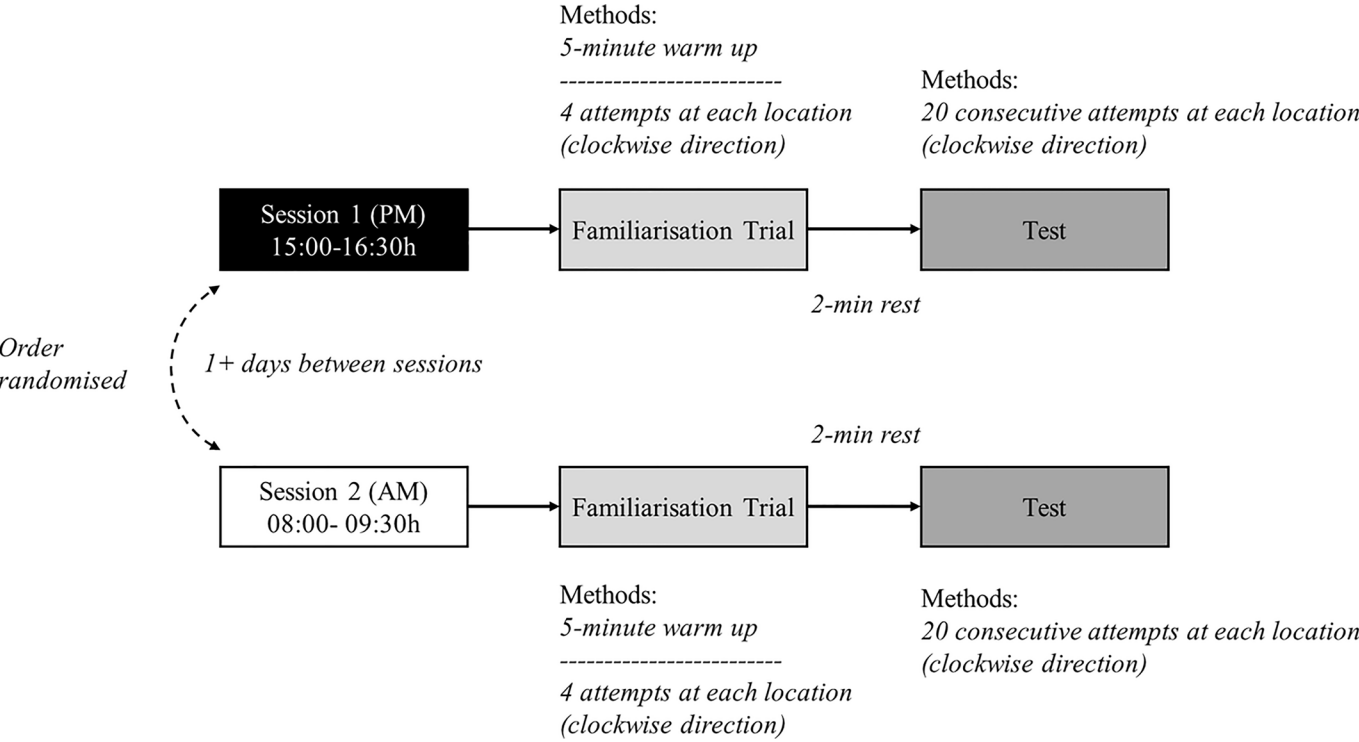 Methods:
5-minute warm up
-------------------------
4 attempts at each location
(clockwise direction)
Methods:
20 consecutive attempts at each location
(clockwise direction)
Session 1 (PM)
15:00-16:30h
Familiarisation Trial
Test
2-min rest
Order
randomised
1+ days between sessions
2-min rest
Session 2 (AM)
08:00- 09:30h
Familiarisation Trial
Test
Methods:
5-minute warm up
-------------------------
4 attempts at each location
(clockwise direction)
Methods:
20 consecutive attempts at each location
(clockwise direction)